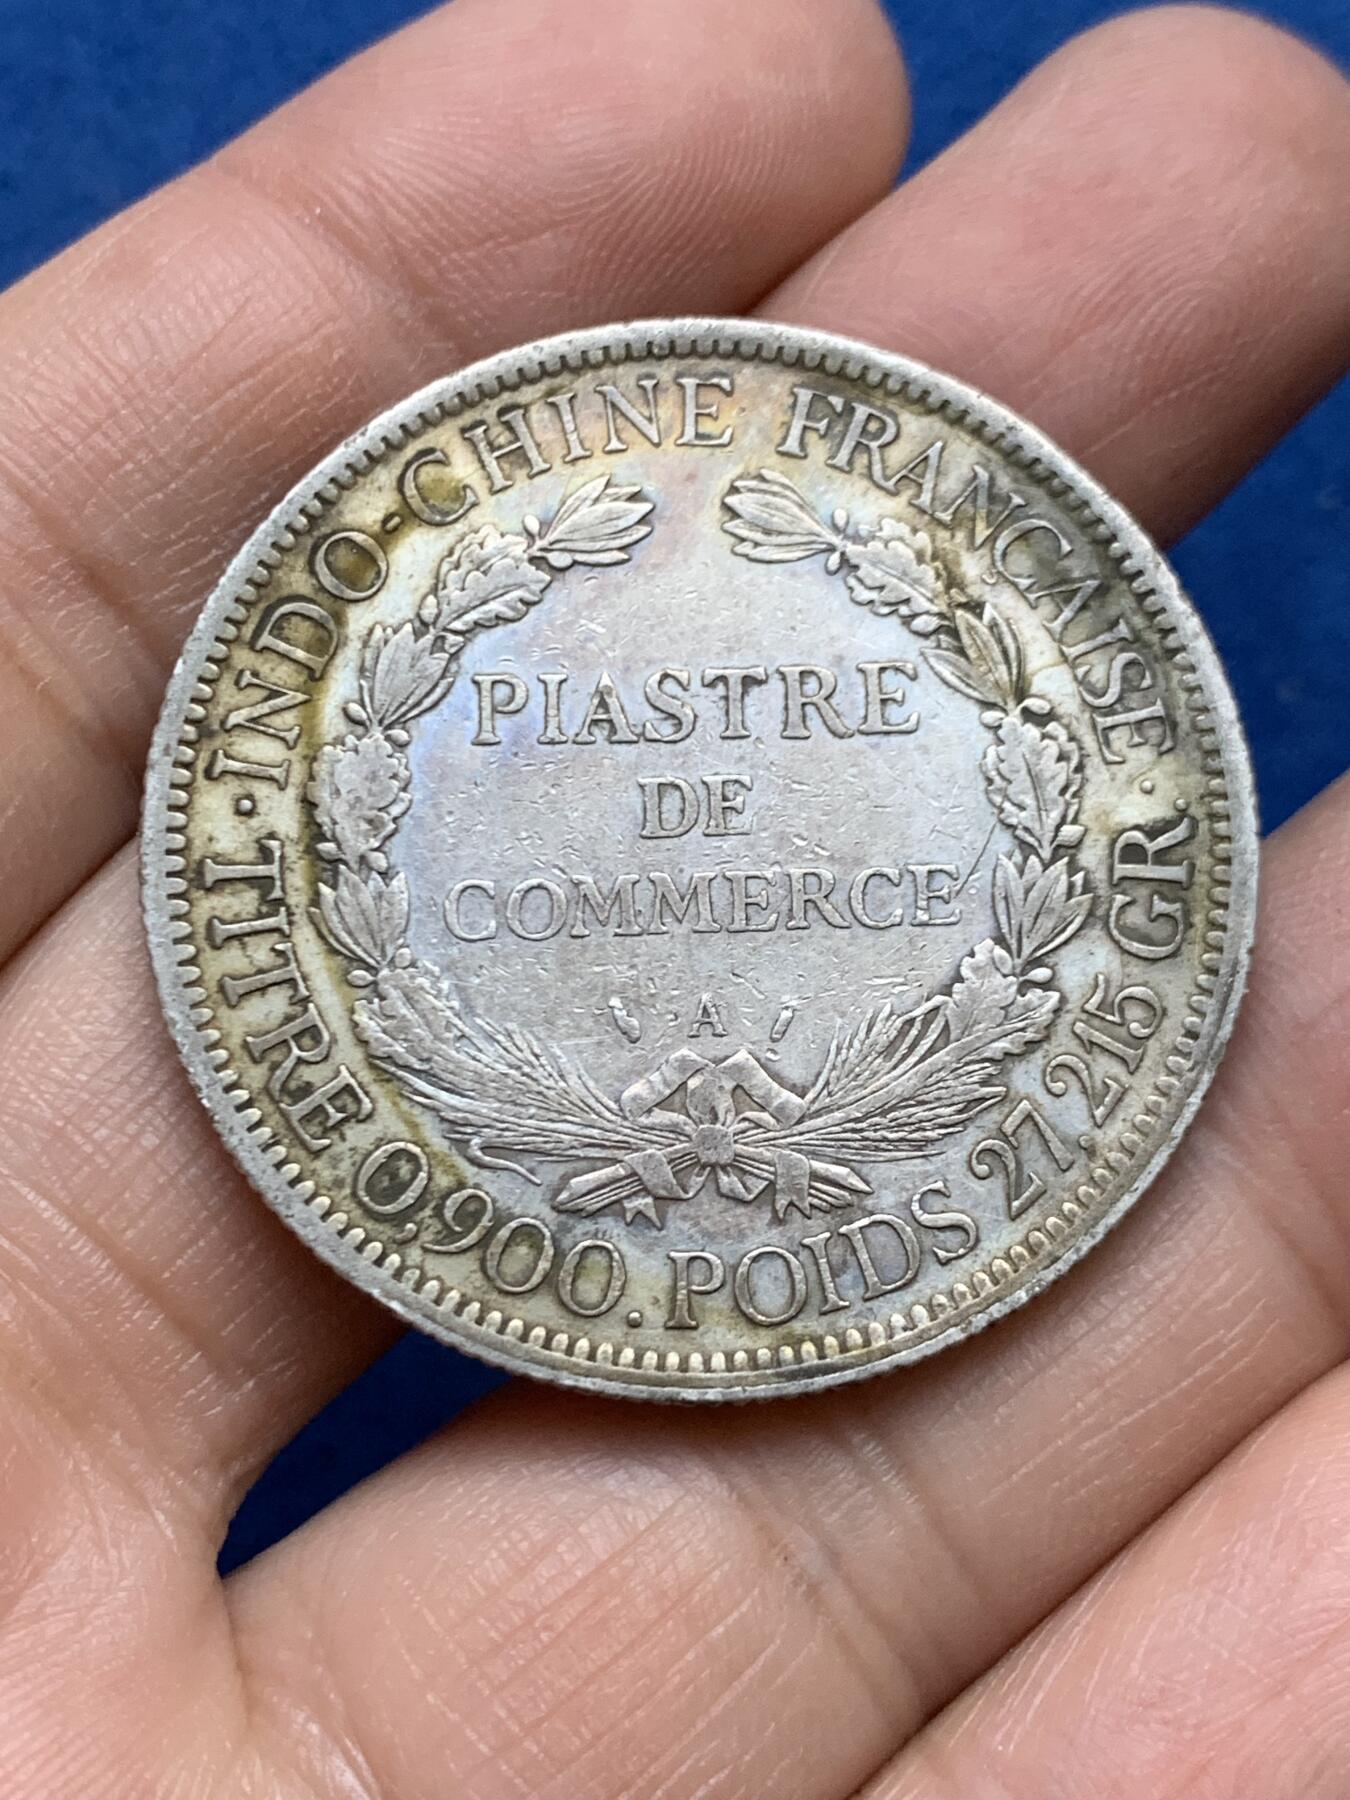 INDO-CHINE FRANÇAISE
PIASTRE
DE
COMMERCE
A
TITRE 0,900. POIDS 27.215 GR.